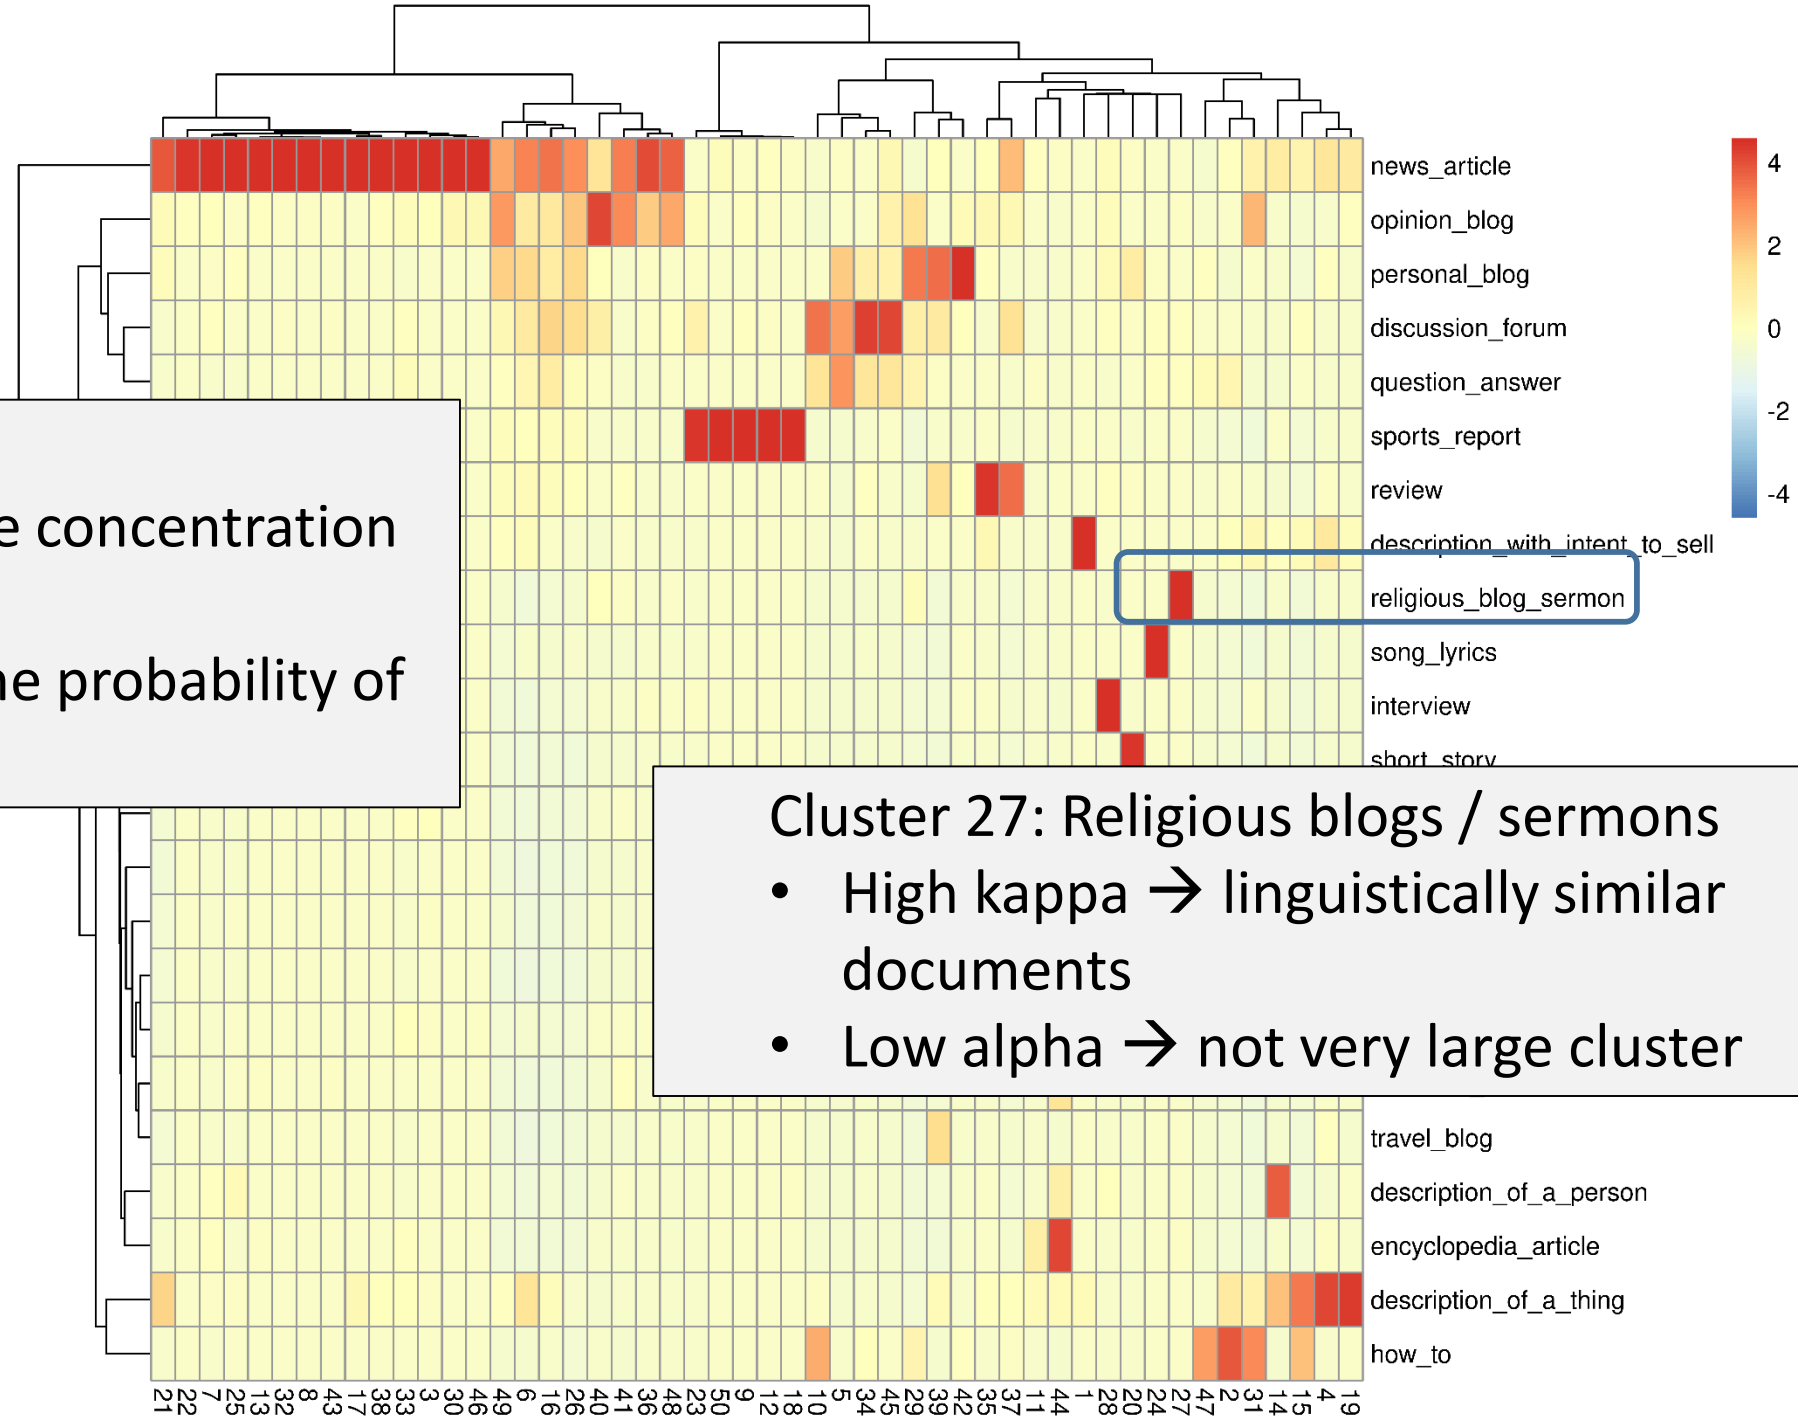 news_article
4
opinion_blog
2
personal_blog
discussion_forum
0
question_answer
-2
sports_report
review
-4
concentration
description_with_intent_to_sell
religious_blog_sermon
song_lyrics
probability of
interview
short_story
Cluster 27: Religious blogs / sermons
• High kappa → linguistically similar
documents
• Low alpha → not very large cluster
travel_blog
description_of_a_person
encyclopedia_article
description_of_a_thing
how_to
21 22 7 25 13 32 8 43 17 38 33 3 30 46 49 6 16 26 40 41 36 48 23 50 9 12 18 10 5 34 45 29 39 42 35 37 11 44 1 28 20 24 27 47 2 31 14 15 4 19